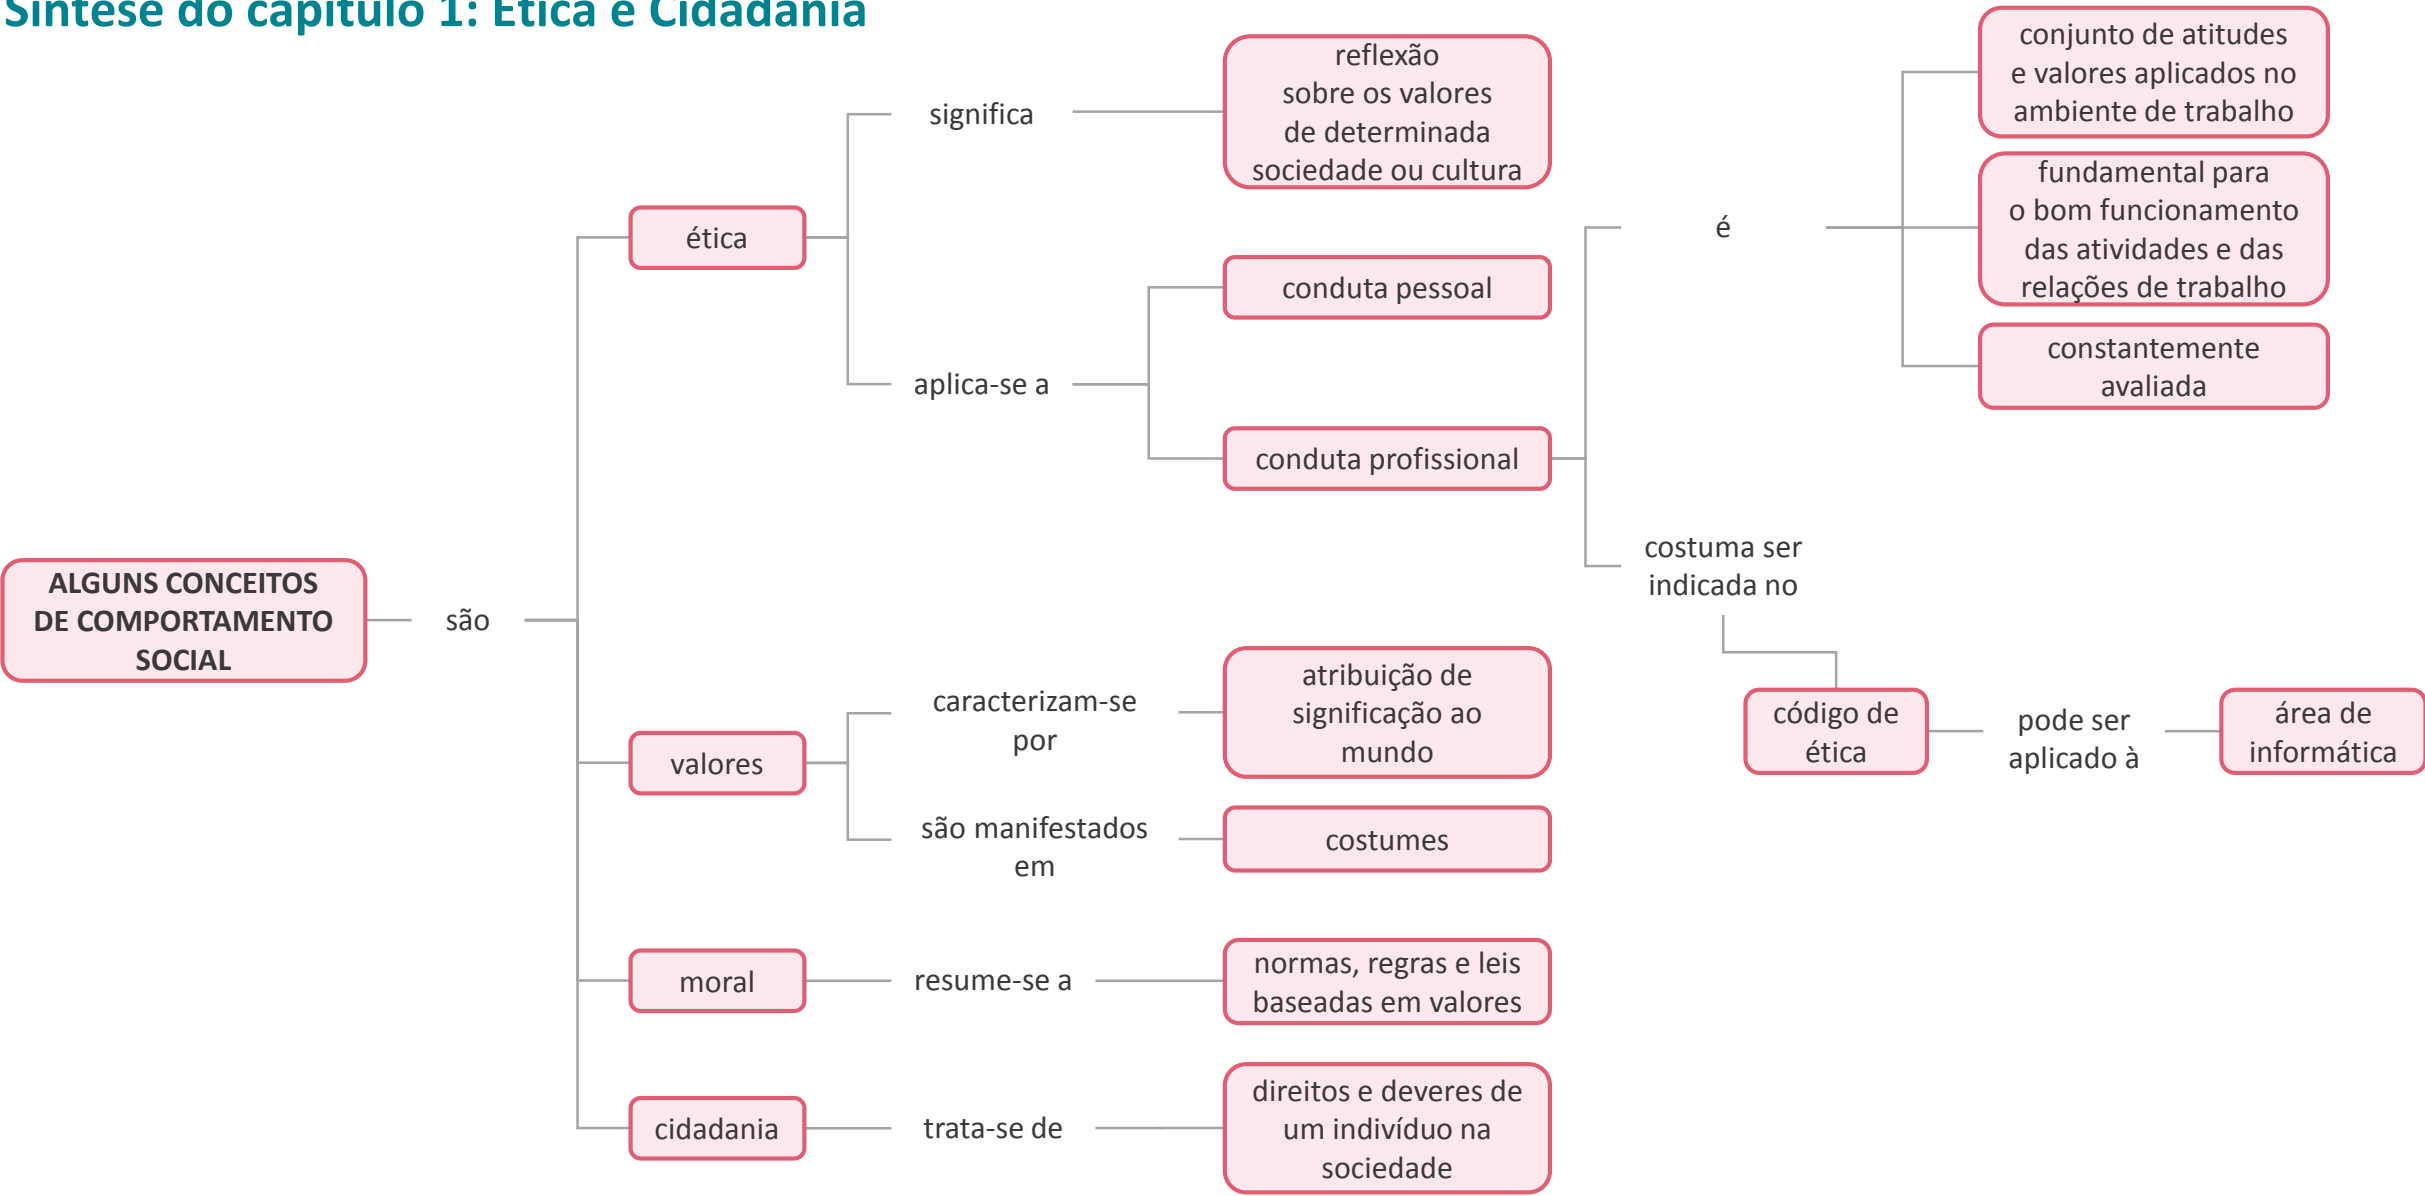 Síntese do capítulo 1: Ética e Cidadania
ALGUNS CONCEITOS
DE COMPORTAMENTO
SOCIAL
são
ética
significa
reflexão
sobre os valores
de determinada
sociedade ou cultura
aplica-se a
conduta pessoal
conduta profissional
é
conjunto de atitudes
e valores aplicados no
ambiente de trabalho
fundamental para
o bom funcionamento
das atividades e das
relações de trabalho
constantemente
avaliada
costuma ser
indicada no
código de
ética
pode ser
aplicado à
área de
informática
valores
caracterizam-se
por
atribuição de
significação ao
mundo
são manifestados
em
costumes
moral
resume-se a
normas, regras e leis
baseadas em valores
cidadania
trata-se de
direitos e deveres de
um indivíduo na
sociedade